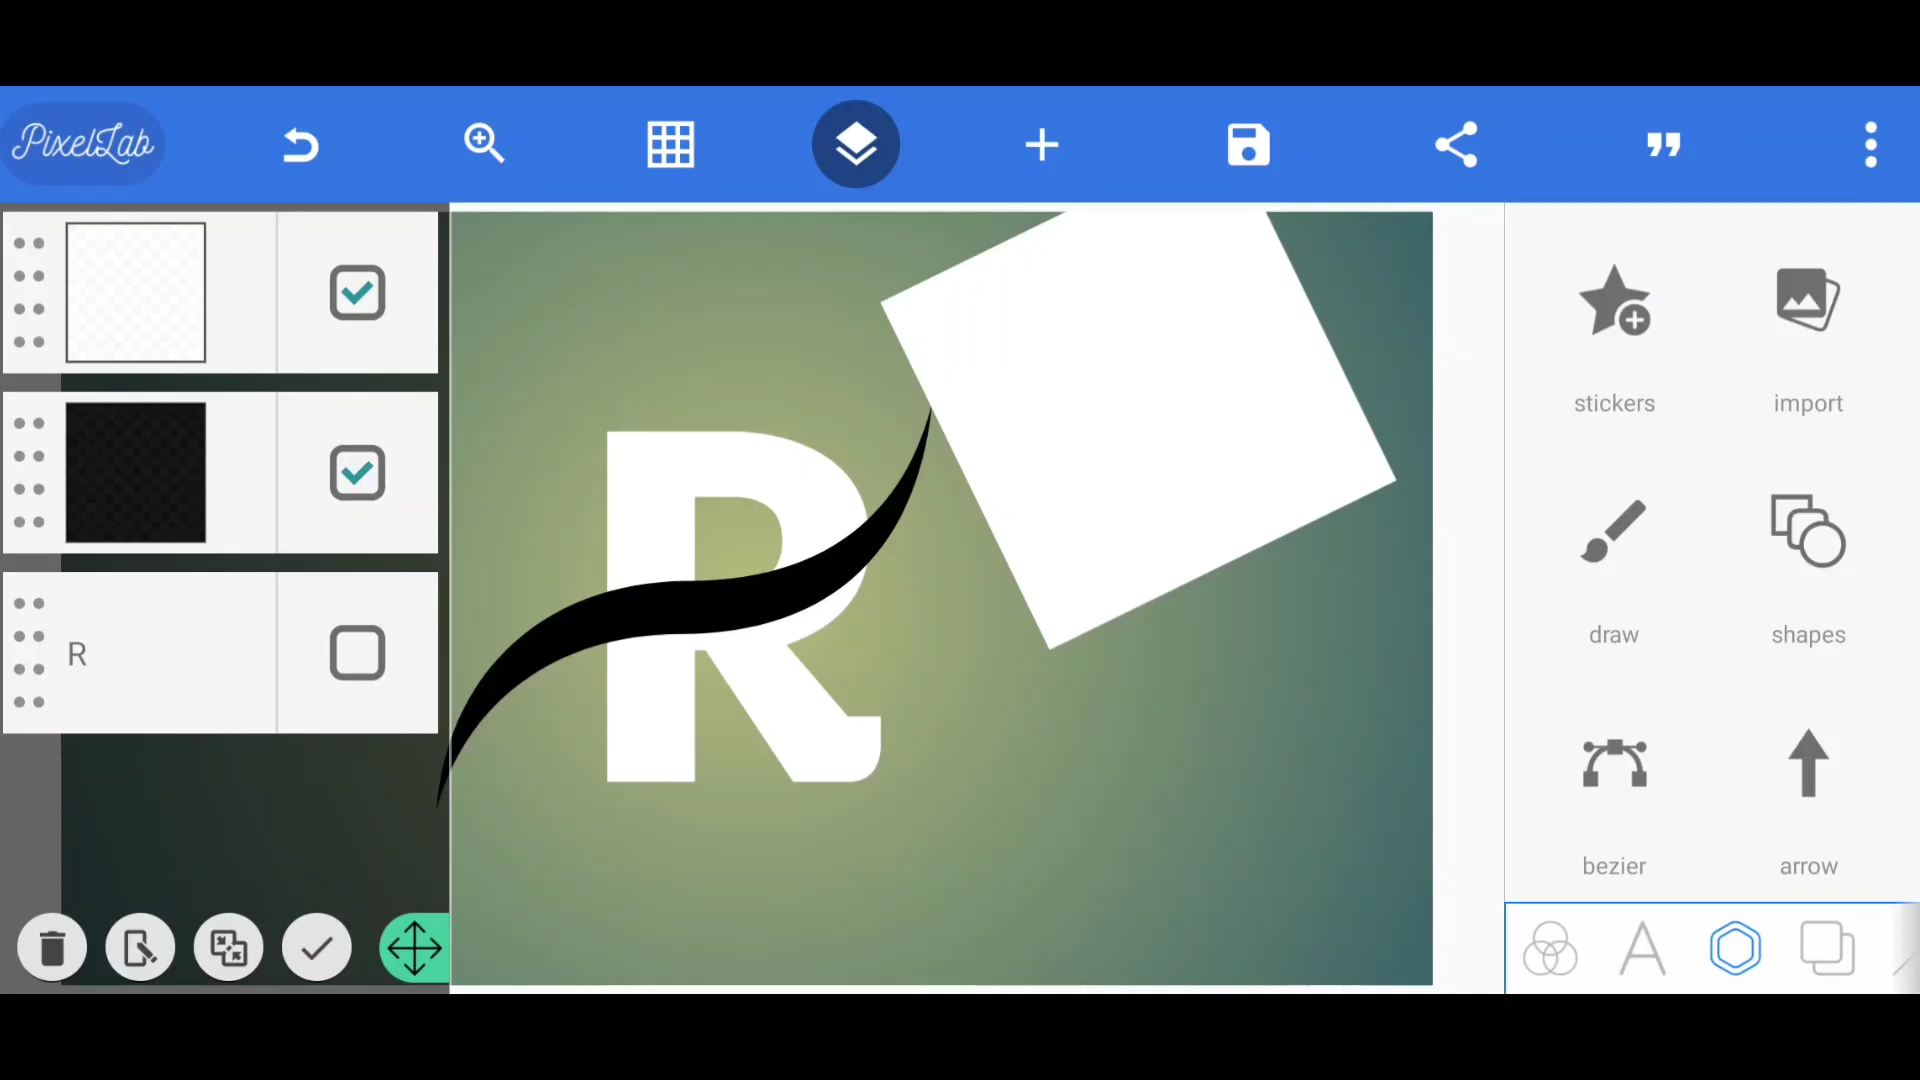 PixelLab
R
R
stickers
import
draw
shapes
bezier
arrow